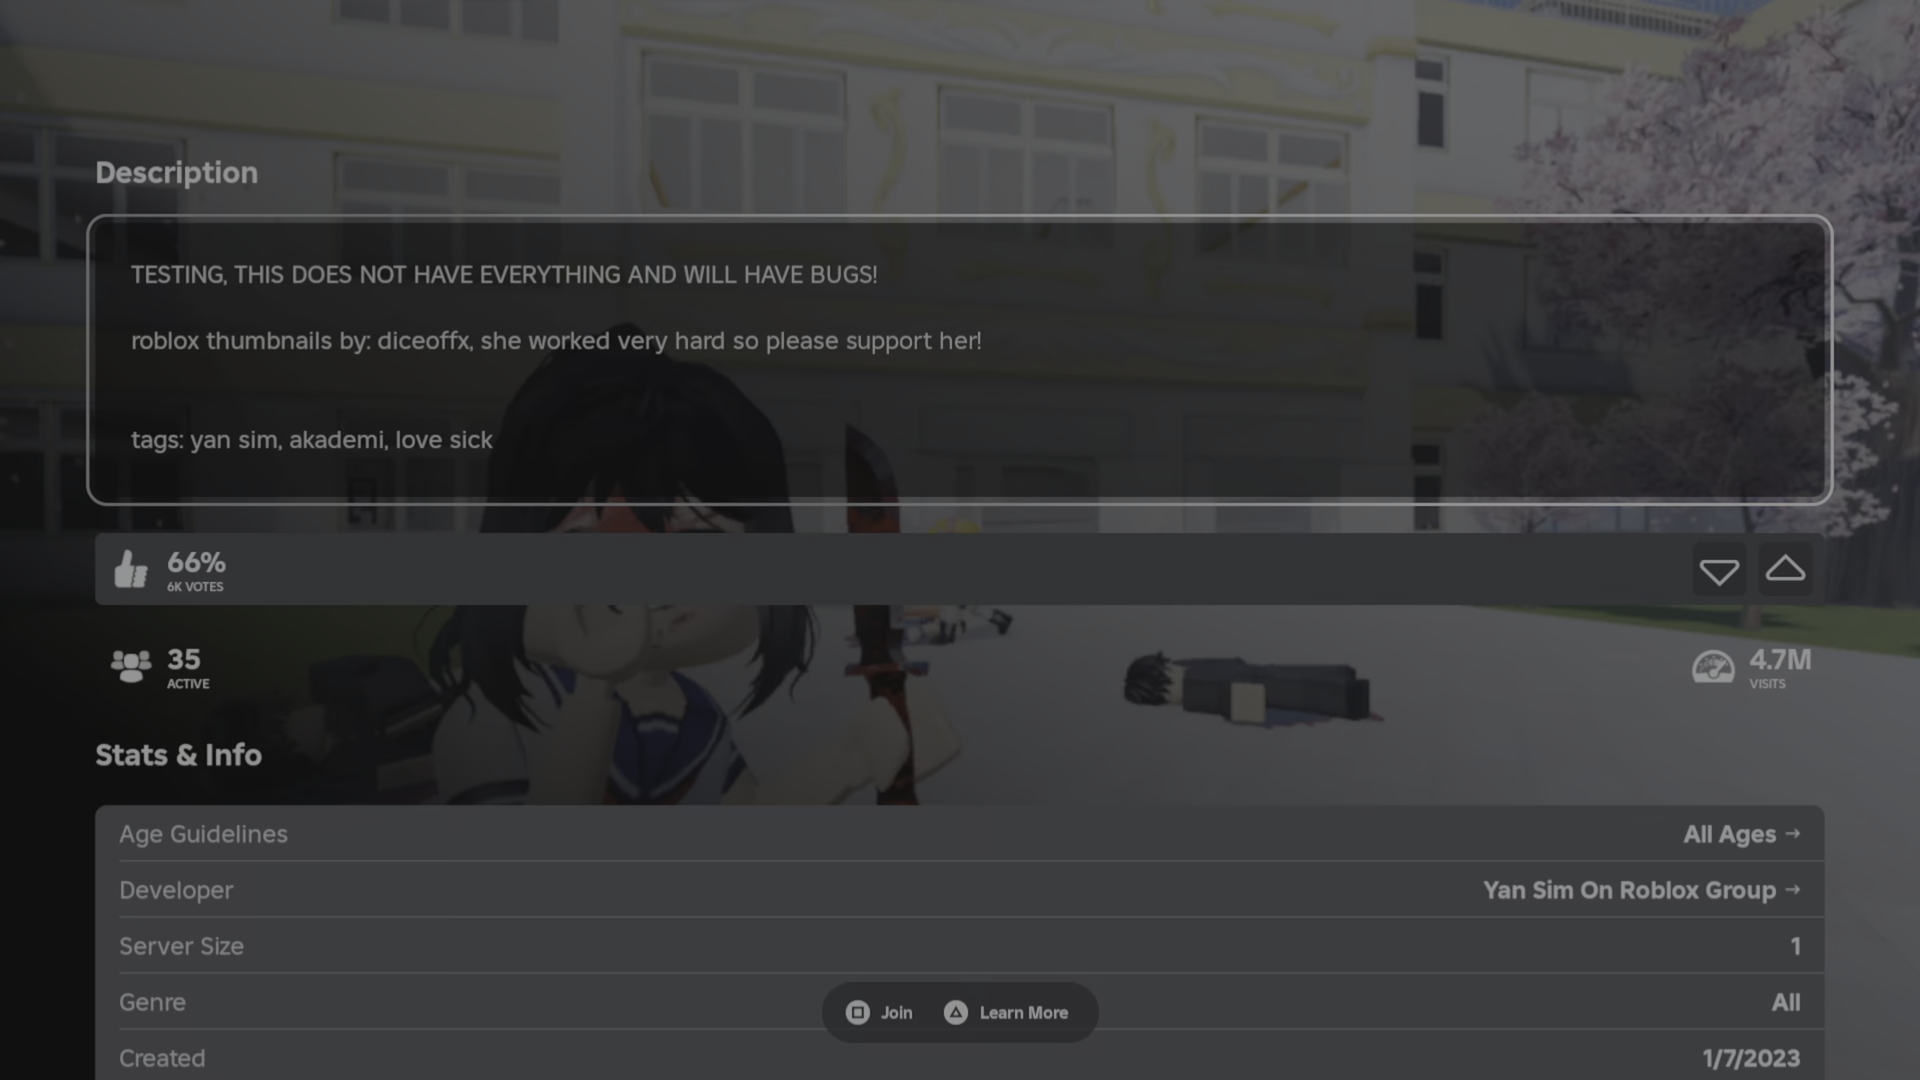 Description
TESTING, THIS DOES NOT HAVE EVERYTHING AND WILL HAVE BUGS!
roblox thumbnails by: diceoffx, she worked very hard so please support her!
tags: yan sim, akademi, love sick
66%
6K VOTES
35
ACTIVE
4.7M
VISITS
Stats & Info
Age Guidelines All Ages →
Developer Yan Sim On Roblox Group →
Server Size 1
Genre All
Join Learn More
Created 1/7/2023